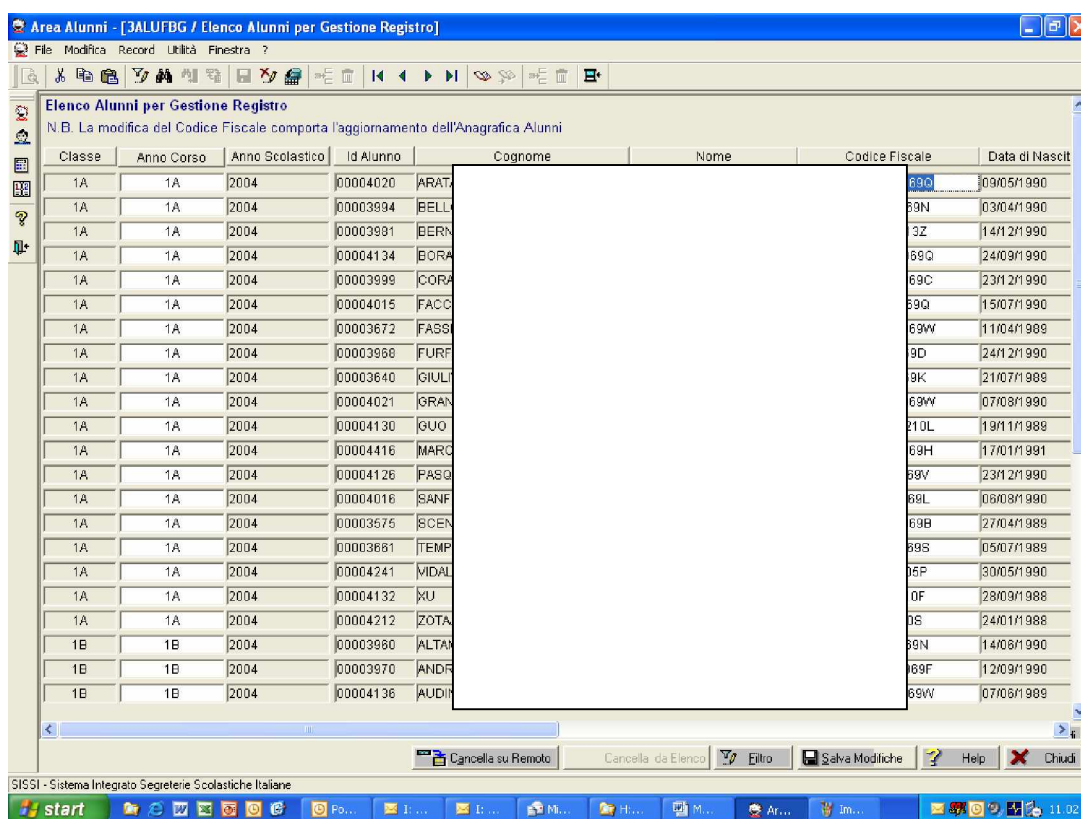 Area Alunni - [3ALUFBG / Elenco Alunni per Gestione Registro]
File Modifica Record Utilità Finestra ?
Elenco Alunni per Gestione Registro
N.B. La modifica del Codice Fiscale comporta l'aggiornamento dell'Anagrafica Alunni
Classe Anno Corso Anno Scolastico Id Alunno Cognome Nome Codice Fiscale Data di Nascit
1A 1A 2004 00004020 ARATA 69Q 09/05/1990
1A 1A 2004 00003994 BELL 69N 03/04/1990
1A 1A 2004 00003981 BERN 3Z 14/12/1990
1A 1A 2004 00004134 BORA 69Q 24/09/1990
1A 1A 2004 00003999 CORA 69C 23/12/1990
1A 1A 2004 00004015 FACC 69Q 15/07/1990
1A 1A 2004 00003672 FASS 69W 11/04/1989
1A 1A 2004 00003968 FURF 9D 24/12/1990
1A 1A 2004 00003640 GIULI 9K 21/07/1989
1A 1A 2004 00004021 GRAN 69W 07/08/1990
1A 1A 2004 00004130 GUO 210L 19/11/1989
1A 1A 2004 00004416 MARC 69H 17/01/1991
1A 1A 2004 00004126 PASQ 69V 23/12/1990
1A 1A 2004 00004016 SANF 69L 06/08/1990
1A 1A 2004 00003575 SCEN 69B 27/04/1989
1A 1A 2004 00003661 TEMP 69S 05/07/1989
1A 1A 2004 00004241 VIDAL 05P 30/05/1990
1A 1A 2004 00004132 XU 0F 28/09/1988
1A 1A 2004 00004212 ZOTA 0S 24/01/1988
1B 1B 2004 00003960 ALTA 69N 14/06/1990
1B 1B 2004 00003970 ANDR 69F 12/09/1990
1B 1B 2004 00004136 AUDI 69W 07/06/1989
Cancella su Remoto Cancella da Elenco Filtro Salva Modifiche Help Chiudi
SISSI - Sistema Integrato Segreterie Scolastiche Italiane
start Po... I: ... I: ... Mi... H:... M... Ar... Im... 11.02